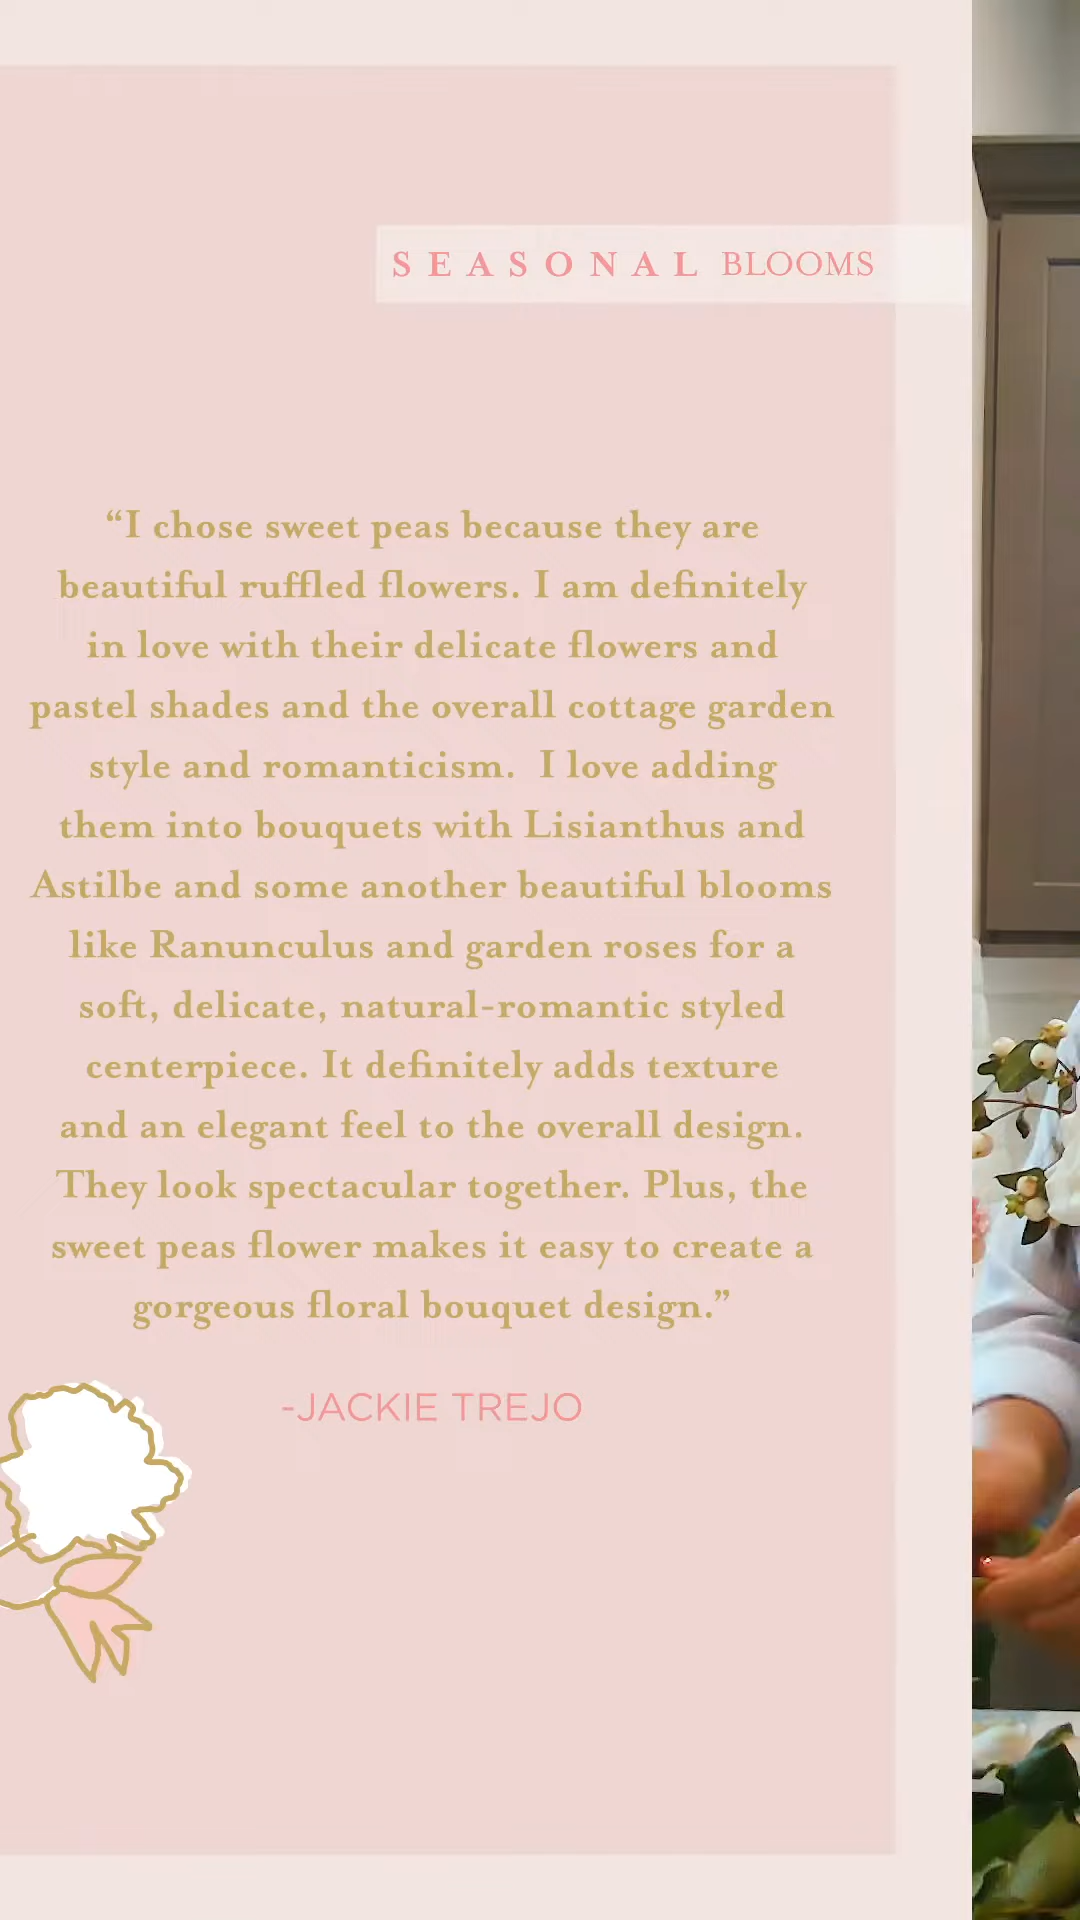 SEASONAL BLOOMS
“I chose sweet peas because they are
beautiful ruffled flowers. I am definitely
in love with their delicate flowers and
pastel shades and the overall cottage garden
style and romanticism.  I love adding
them into bouquets with Lisianthus and
Astilbe and some another beautiful blooms
like Ranunculus and garden roses for a
soft, delicate, natural-romantic styled
centerpiece. It definitely adds texture
and an elegant feel to the overall design.
They look spectacular together. Plus, the
sweet peas flower makes it easy to create a
gorgeous floral bouquet design.”
-JACKIE TREJO